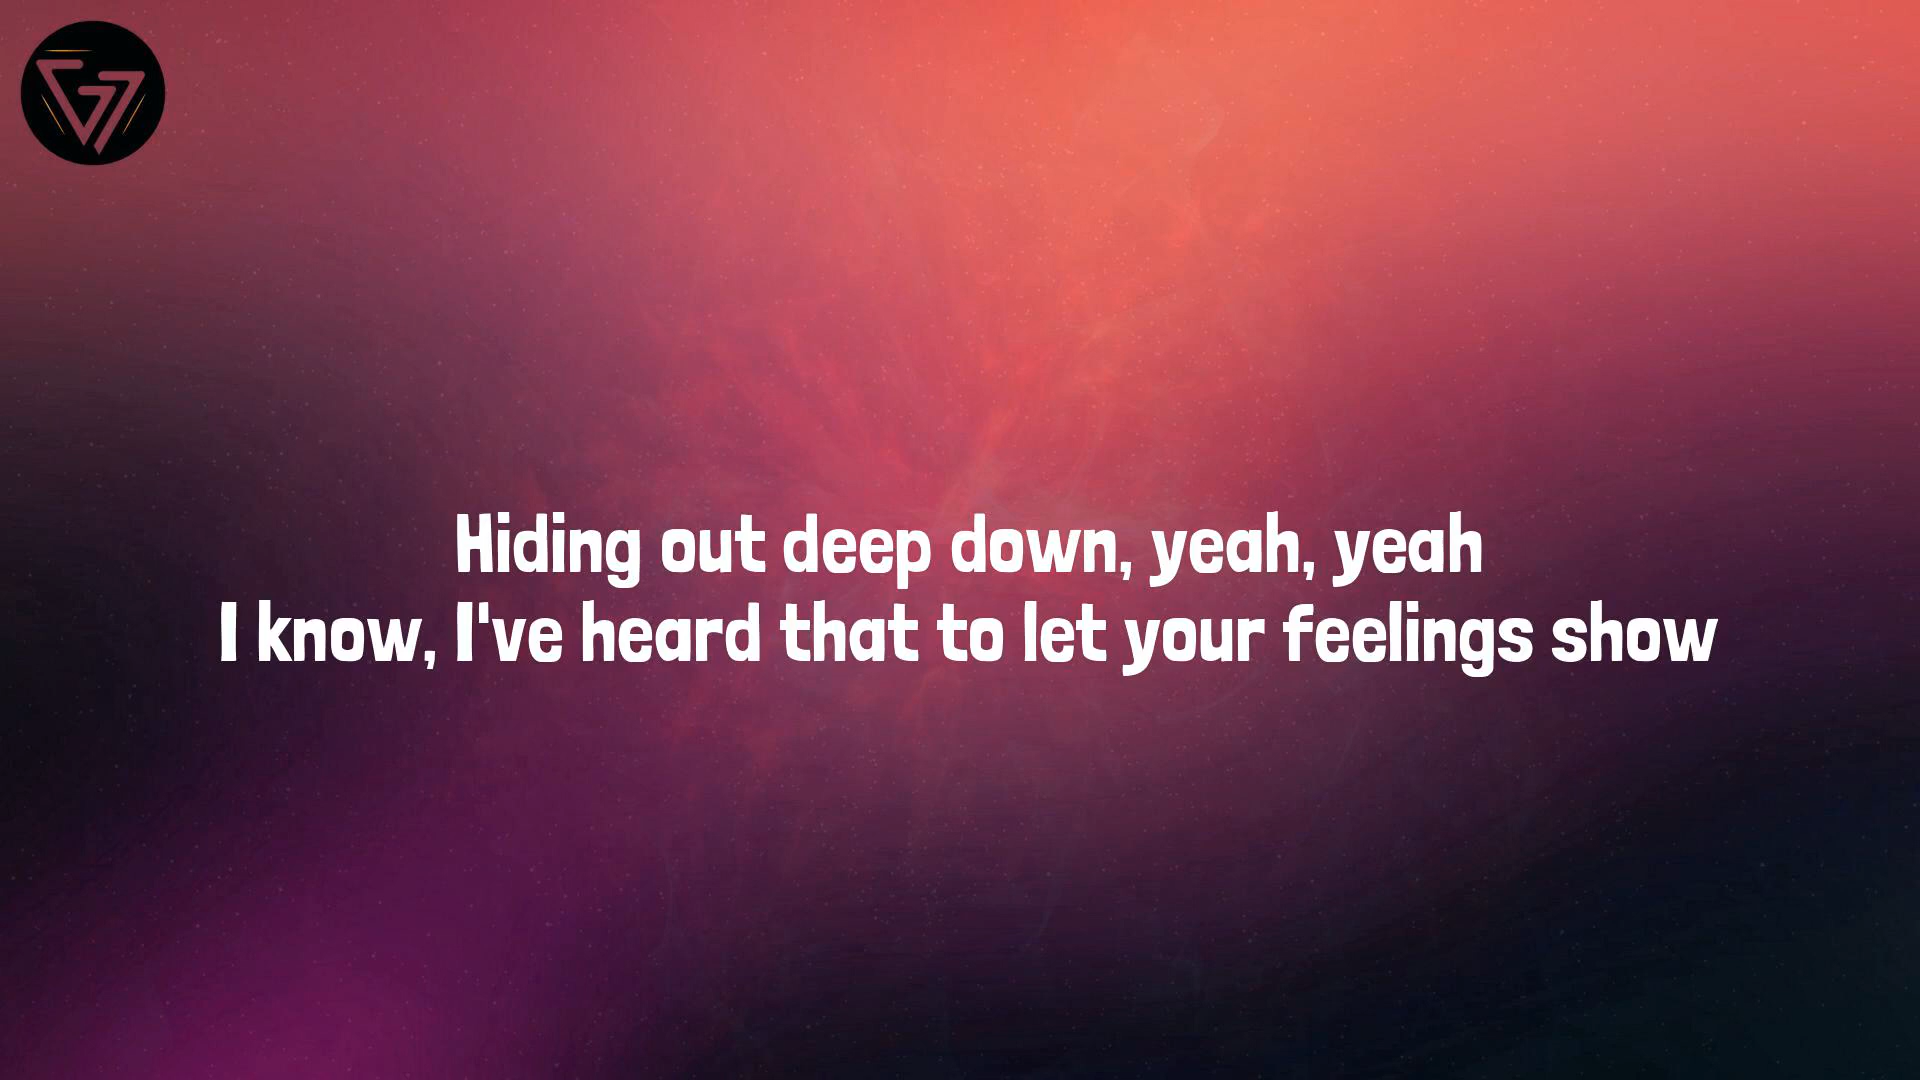 Hiding out deep down, yeah, yeah
I know, I've heard that to let your feelings show